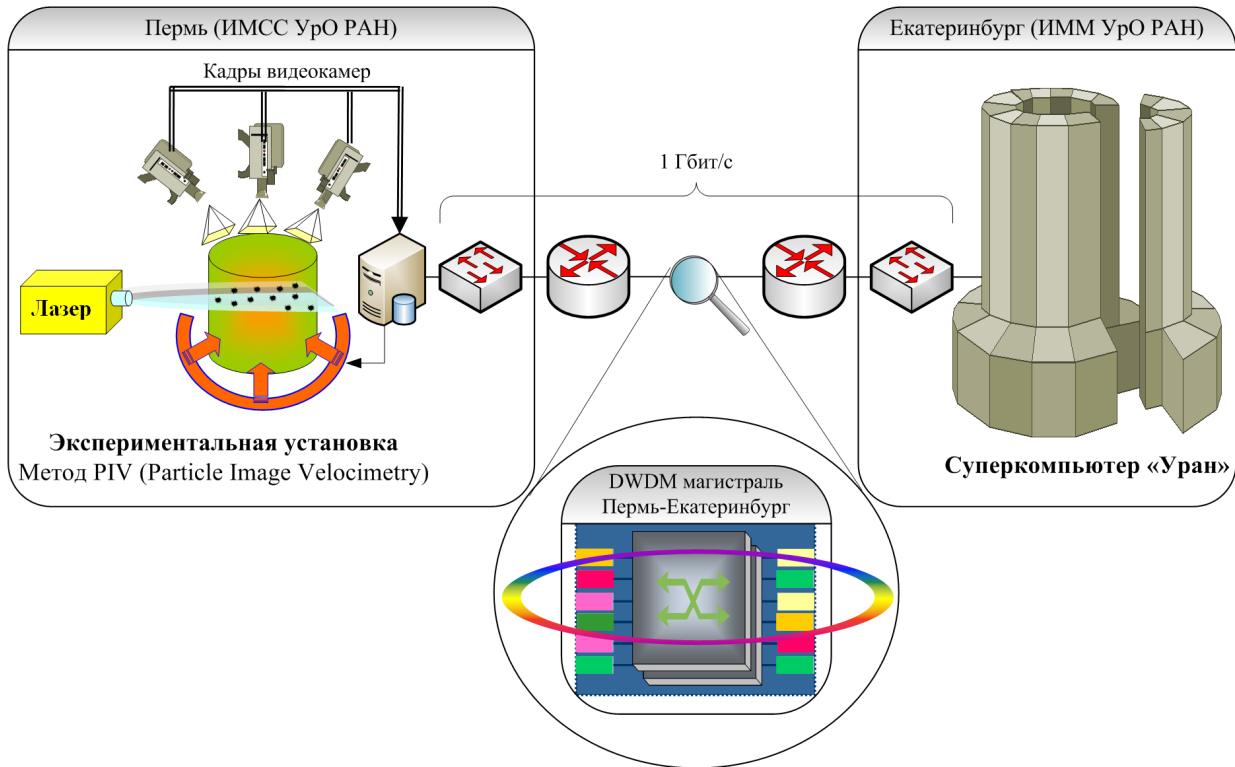 Пермь (ИМСС УрО РАН)
Кадры видеокамер
Лазер
Экспериментальная установка
Метод PIV (Particle Image Velocimetry)
1 Гбит/с
Екатеринбург (ИММ УрО РАН)
Суперкомпьютер «Уран»
DWDM магистраль
Пермь-Екатеринбург